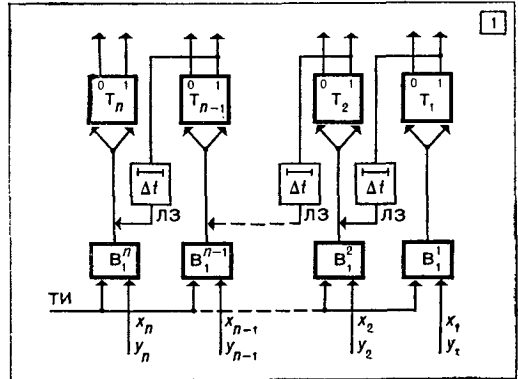 1
0 1 0 1 0 1 0 1
Tn Tn-1 T2 T1
Δt Δt Δt
ЛЗ ЛЗ ЛЗ
B₁ⁿ B₁ⁿ⁻¹ B₁² B₁¹
ТИ
xn xn-1 x2 x1
yn yn-1 y2 yτ